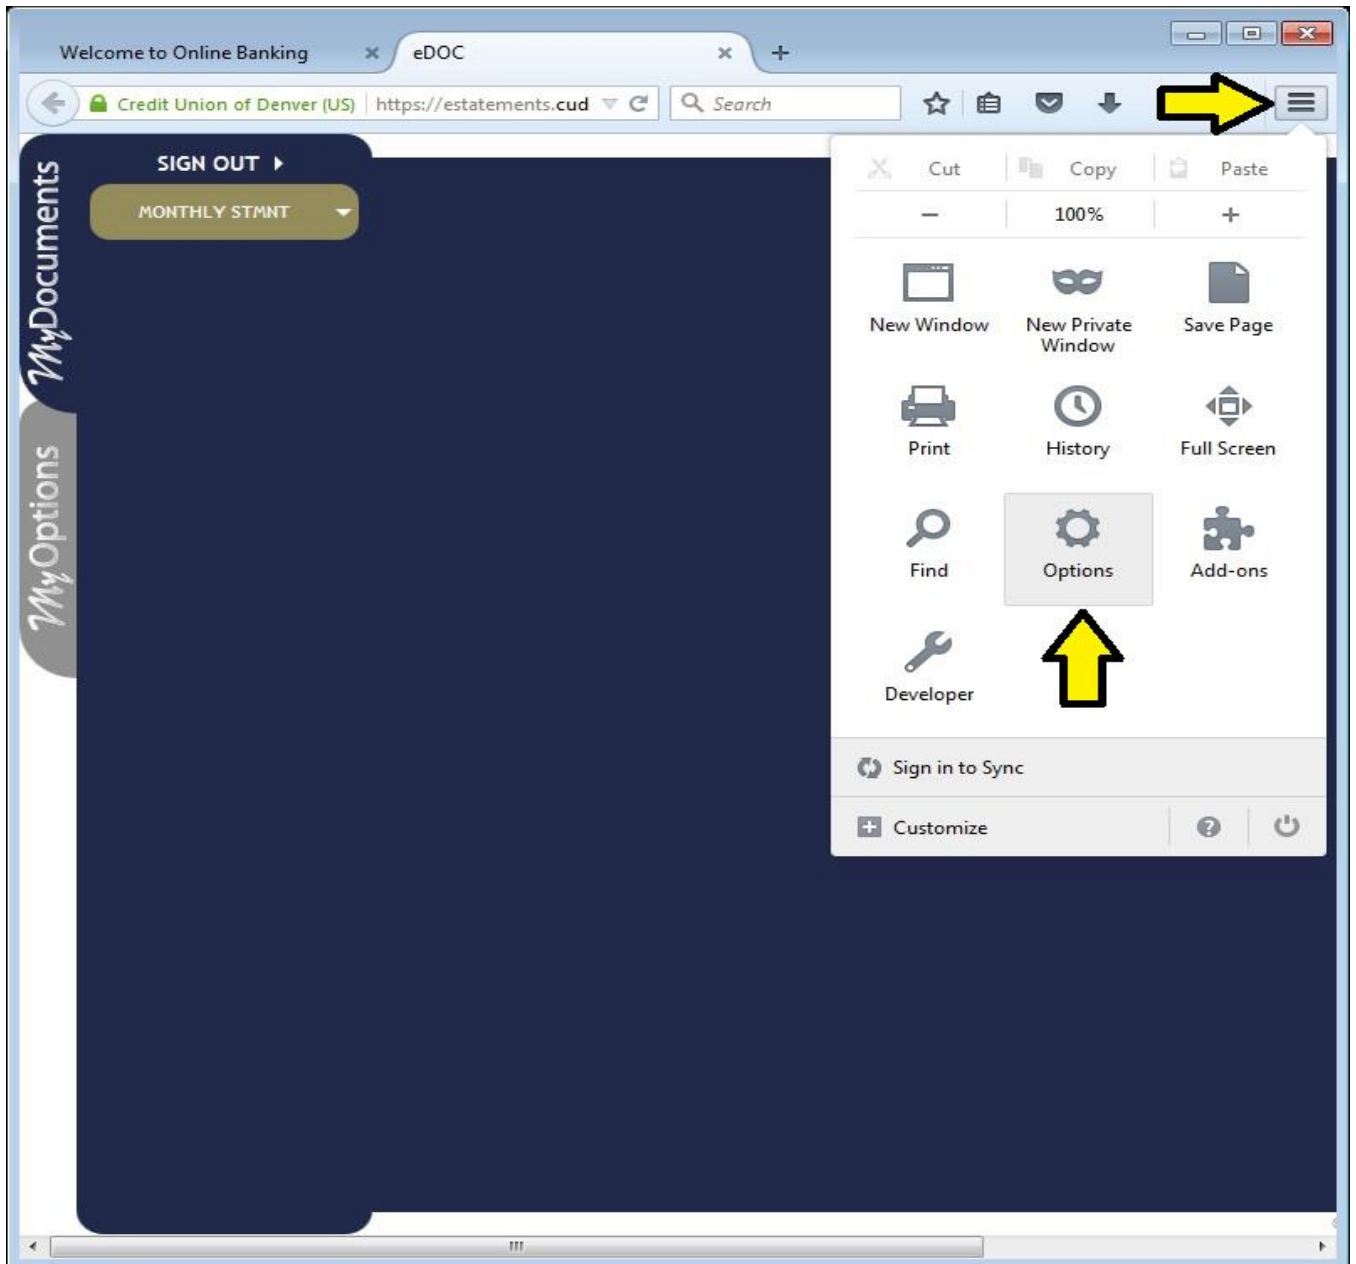 Welcome to Online Banking
eDOC
Credit Union of Denver (US)
https://estatements.cud
Search
SIGN OUT
MONTHLY STMNT
MyDocuments
MyOptions
Cut
Copy
Paste
100%
New Window
New Private
Window
Save Page
Print
History
Full Screen
Find
Options
Add-ons
Developer
Sign in to Sync
Customize